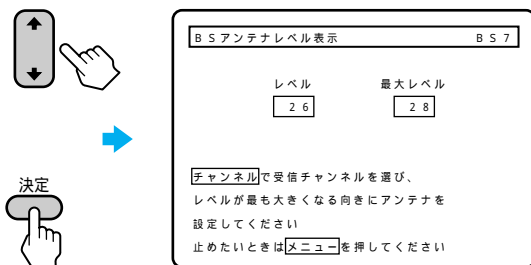 BSアンテナレベル表示 BS7
レベル 最大レベル
26 28
チャンネルで受信チャンネルを選び、
レベルが最も大きくなる向きにアンテナを
設定してください
止めたいときはメニューを押してください
決定